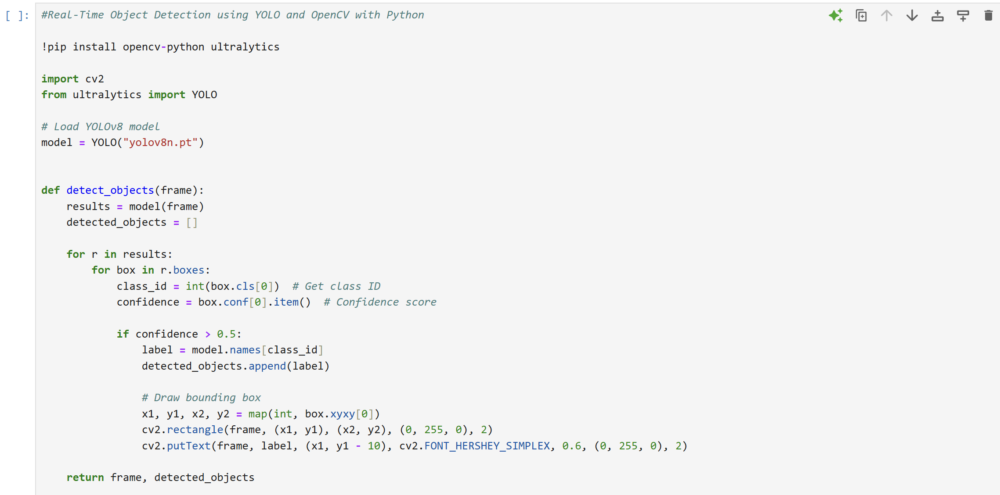 [ ]:
#Real-Time Object Detection using YOLO and OpenCV with Python
!pip install opencv-python ultralytics
import cv2
from ultralytics import YOLO
# Load YOLOv8 model
model = YOLO("yolov8n.pt")
def detect_objects(frame):
    results = model(frame)
    detected_objects = []
    for r in results:
        for box in r.boxes:
            class_id = int(box.cls[0])  # Get class ID
            confidence = box.conf[0].item()  # Confidence score
            if confidence > 0.5:
                label = model.names[class_id]
                detected_objects.append(label)
                # Draw bounding box
                x1, y1, x2, y2 = map(int, box.xyxy[0])
                cv2.rectangle(frame, (x1, y1), (x2, y2), (0, 255, 0), 2)
                cv2.putText(frame, label, (x1, y1 - 10), cv2.FONT_HERSHEY_SIMPLEX, 0.6, (0, 255, 0), 2)
    return frame, detected_objects